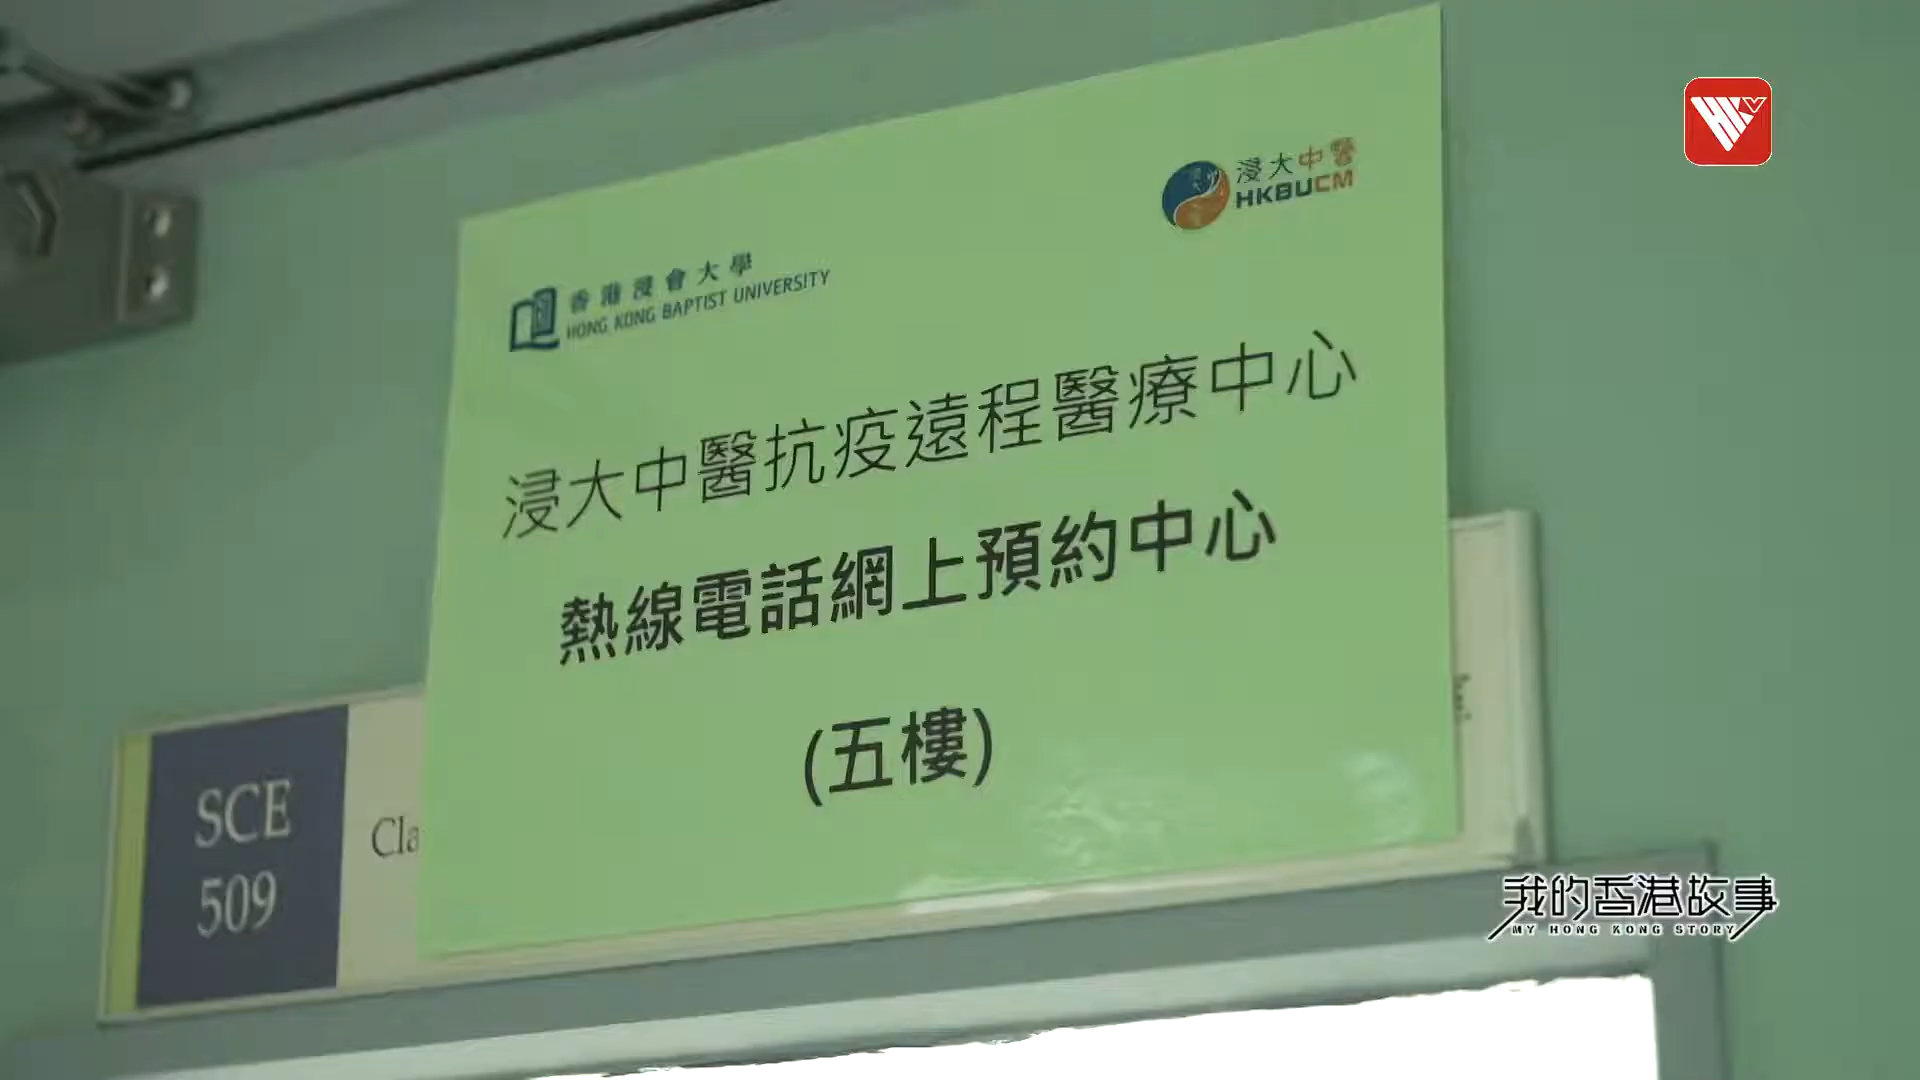 浸大中醫
HKBUCM
香港浸會大學
HONG KONG BAPTIST UNIVERSITY
浸大中醫抗疫遠程醫療中心
熱線電話網上預約中心
(五樓)
SCE
509
Cla
我的香港故事
MY HONG KONG STORY